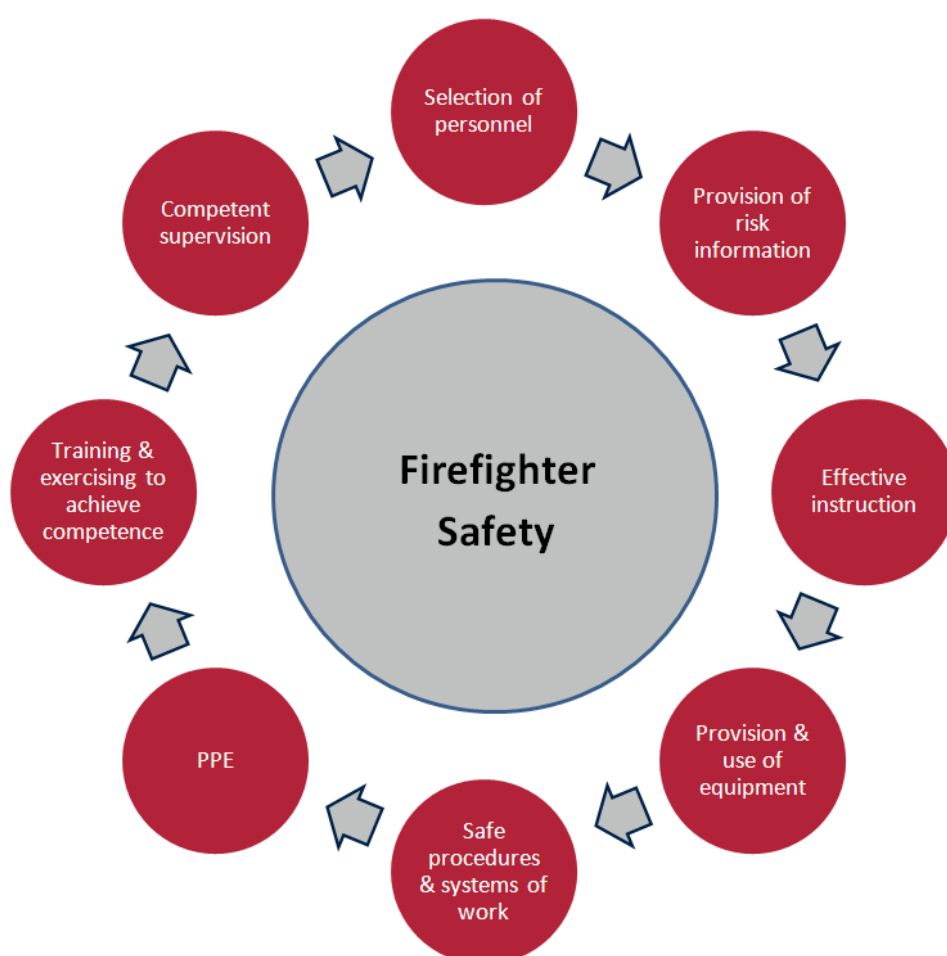 Selection of
personnel
Provision of
risk
information
Effective
instruction
Provision &
use of
equipment
Safe
procedures
& systems of
work
PPE
Training &
exercising to
achieve
competence
Competent
supervision
Firefighter
Safety